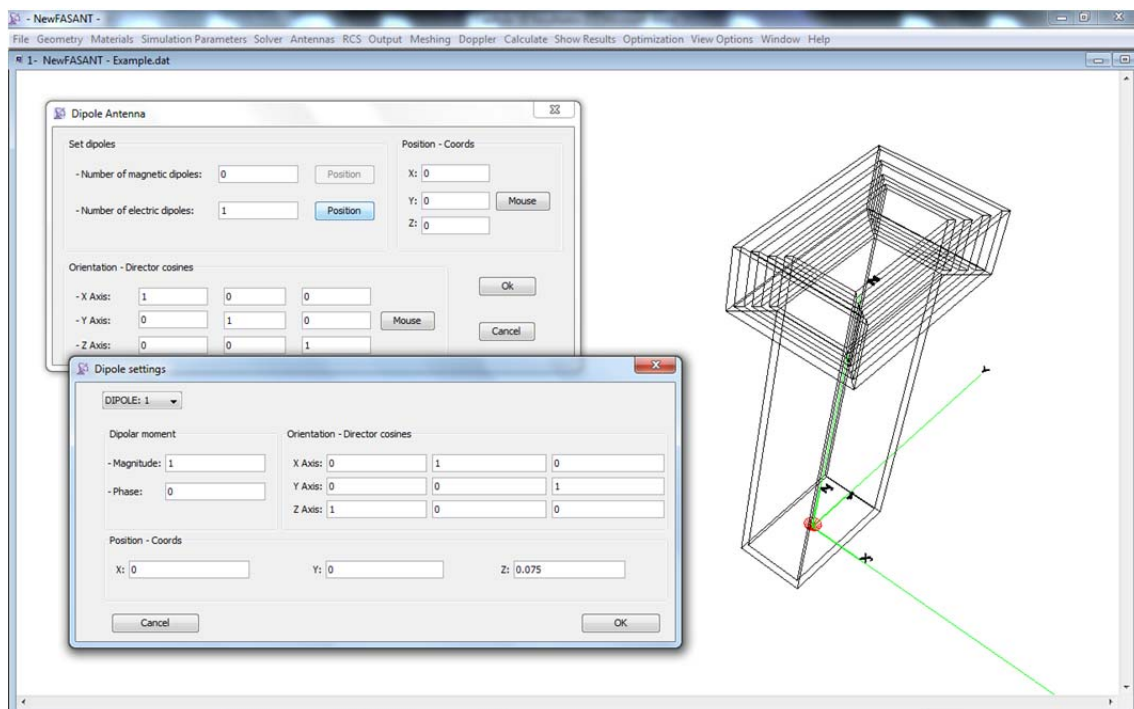 - NewFASANT -
File Geometry Materials Simulation Parameters Solver Antennas RCS Output Meshing Doppler Calculate Show Results Optimization View Options Window Help
1- NewFASANT - Example.dat
Dipole Antenna
Set dipoles
- Number of magnetic dipoles: 0 Position
- Number of electric dipoles: 1 Position
Position - Coords
X: 0
Y: 0 Mouse
Z: 0
Orientation - Director cosines
- X Axis: 1 0 0
- Y Axis: 0 1 0 Mouse
- Z Axis: 0 0 1
Ok
Cancel
Dipole settings
DIPOLE: 1
Dipolar moment
- Magnitude: 1
- Phase: 0
Orientation - Director cosines
X Axis: 0 1 0
Y Axis: 0 0 1
Z Axis: 1 0 0
Position - Coords
X: 0 Y: 0 Z: 0.075
Cancel OK
Y
Z
X